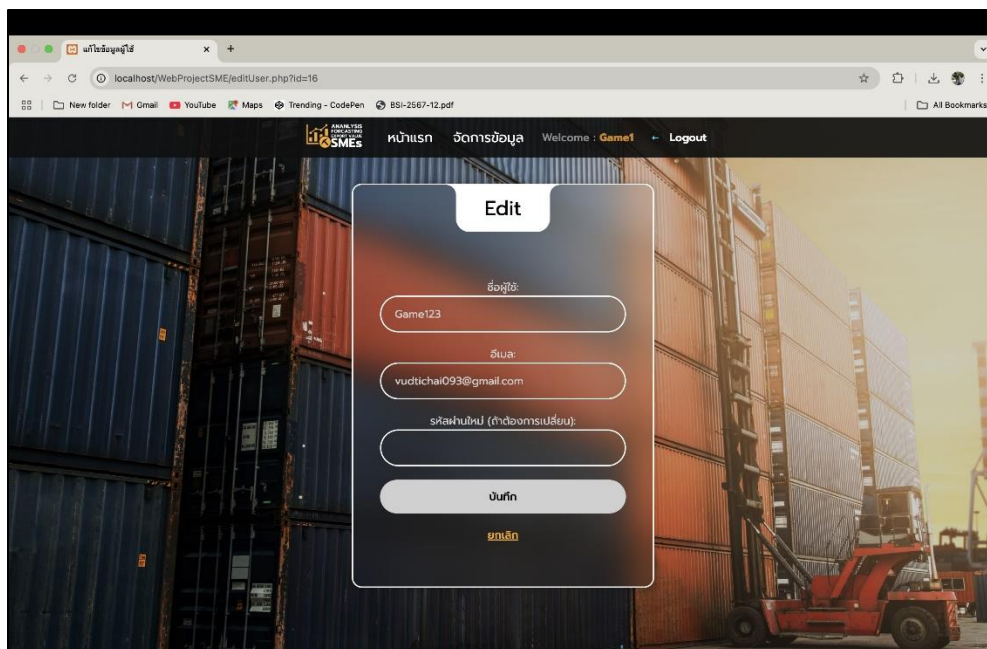 แก้ไขข้อมูลผู้ใช้
localhost/WebProjectSME/editUser.php?id=16
New folder Gmail YouTube Maps Trending - CodePen BSI-2567-12.pdf All Bookmarks
ANANLYSIS
FORCASTING
EXPORT VALUE
SMEs
หน้าแรก จัดการข้อมูล Welcome : Game1 ← Logout
Edit
ชื่อผู้ใช้:
Game123
อีเมล:
vudtichai093@gmail.com
รหัสผ่านใหม่ (ถ้าต้องการเปลี่ยน):
บันทึก
ยกเลิก